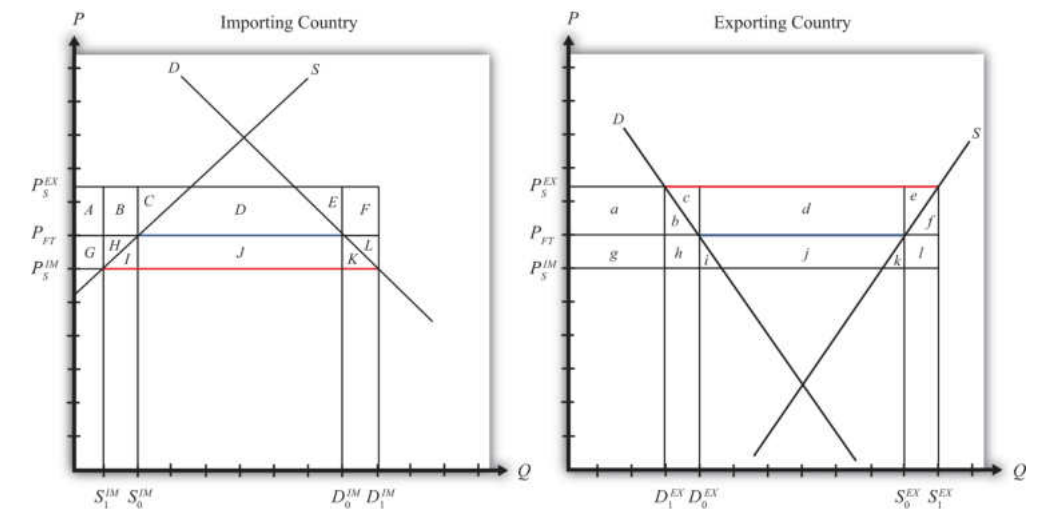 P Importing Country
D S
P_S^EX
A B C D E F
P_FT
G H I J K L
P_S^IM
Q
S_1^IM S_0^IM D_0^IM D_1^IM
P Exporting Country
D S
P_S^EX
a b c d e f
P_FT
g h i j k l
P_S^IM
Q
D_1^EX D_0^EX S_0^EX S_1^EX